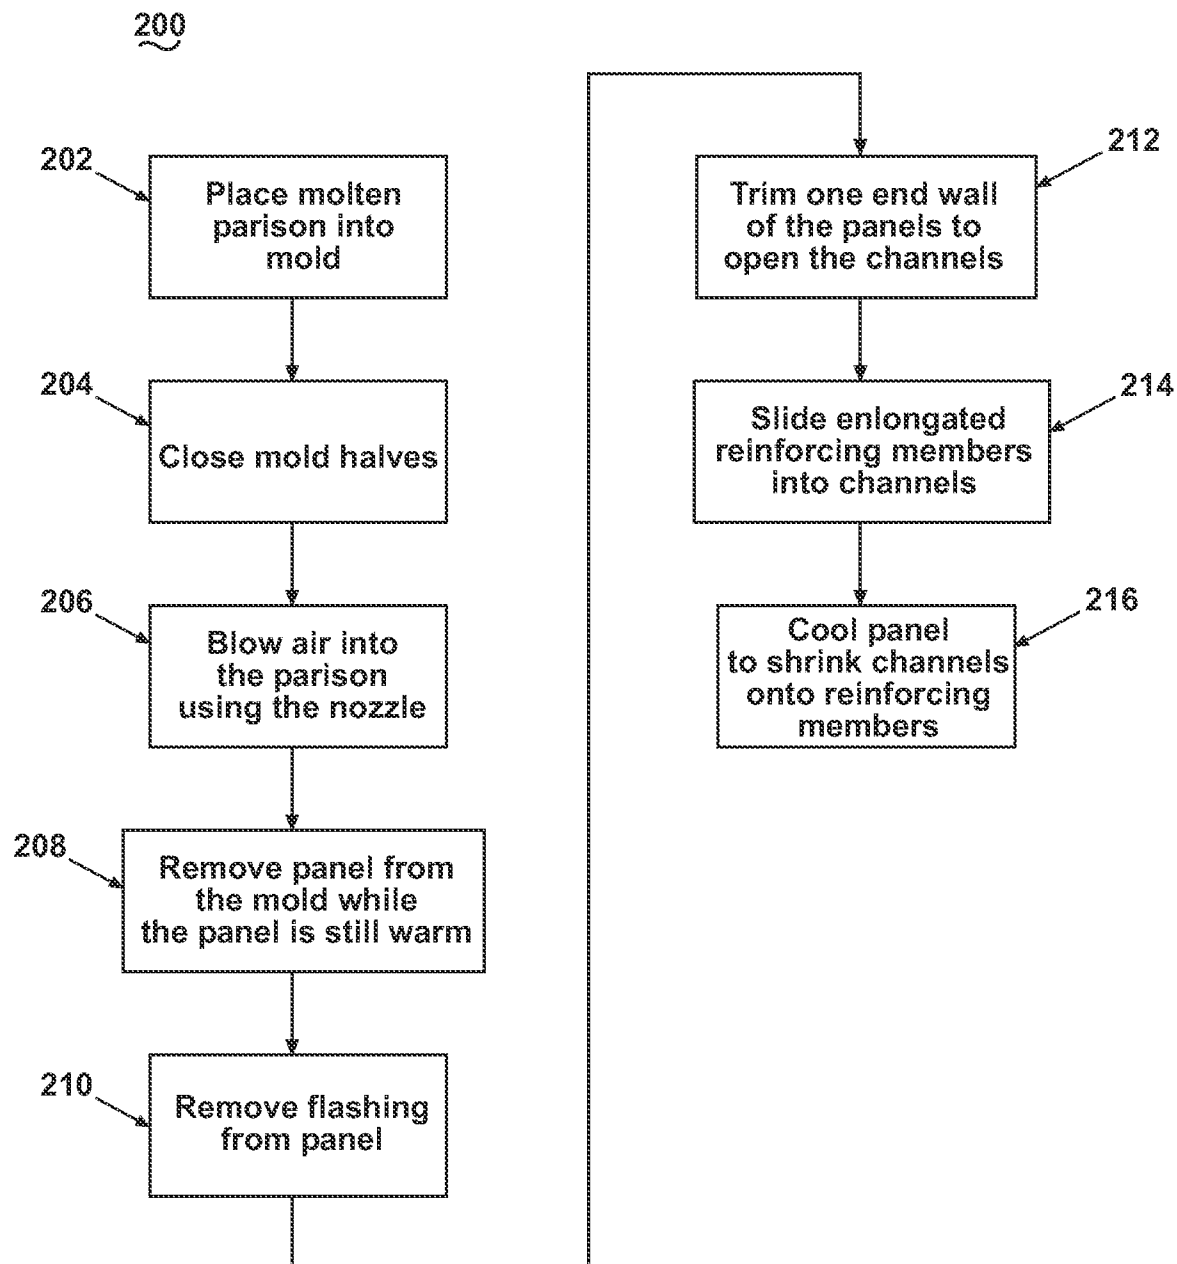 200
202
Place molten
parison into
mold
204
Close mold halves
206
Blow air into
the parison
using the nozzle
208
Remove panel from
the mold while
the panel is still warm
210
Remove flashing
from panel
212
Trim one end wall
of the panels to
open the channels
214
Slide enlongated
reinforcing members
into channels
216
Cool panel
to shrink channels
onto reinforcing
members